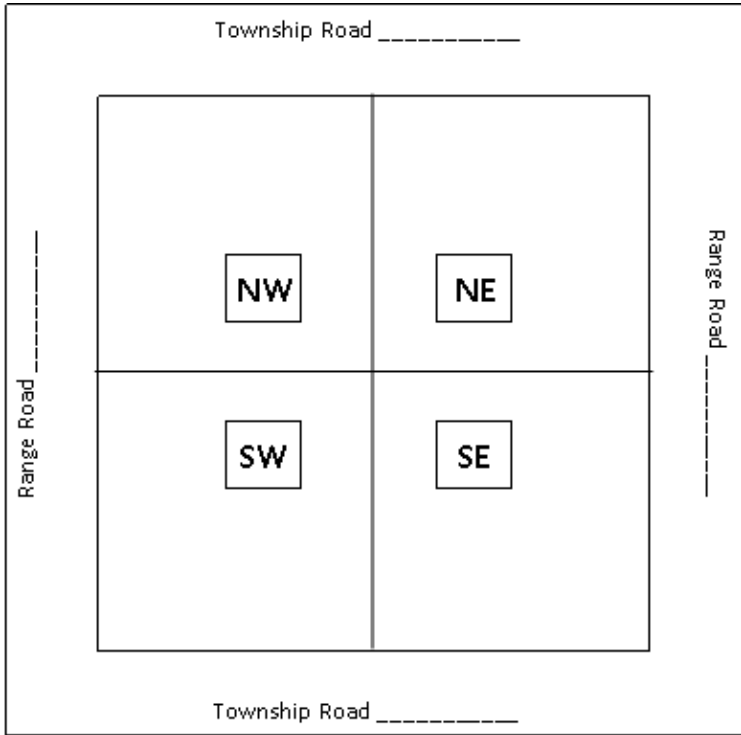 Township Road ___________
NW
NE
Range Road ___________
Range Road ___________
SW
SE
Township Road ___________